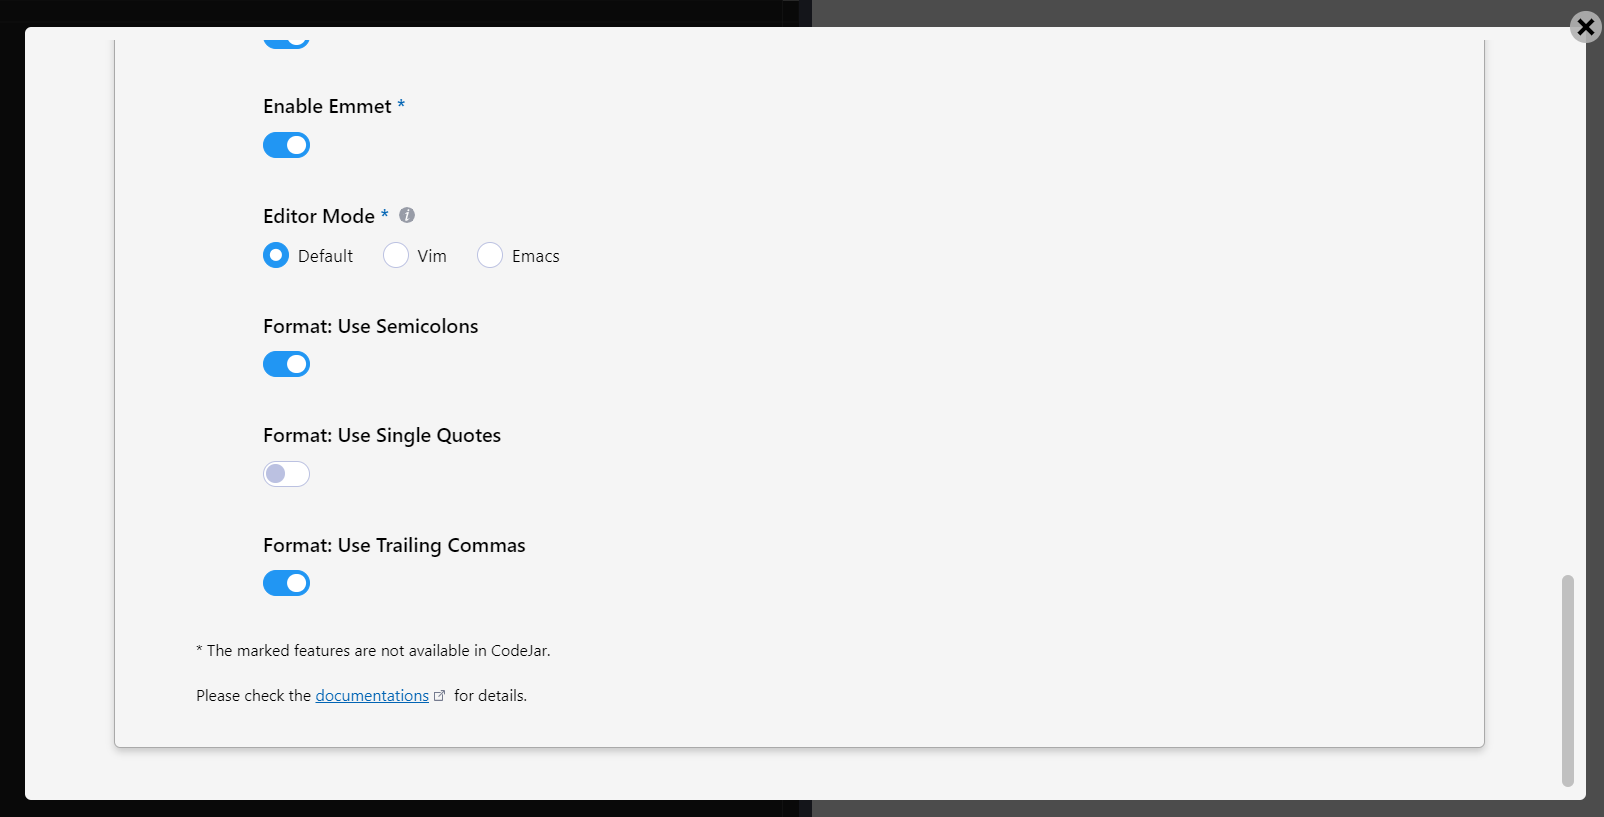 Enable Emmet *
Editor Mode *
Default Vim Emacs
Format: Use Semicolons
Format: Use Single Quotes
Format: Use Trailing Commas
* The marked features are not available in CodeJar.
Please check the documentations for details.